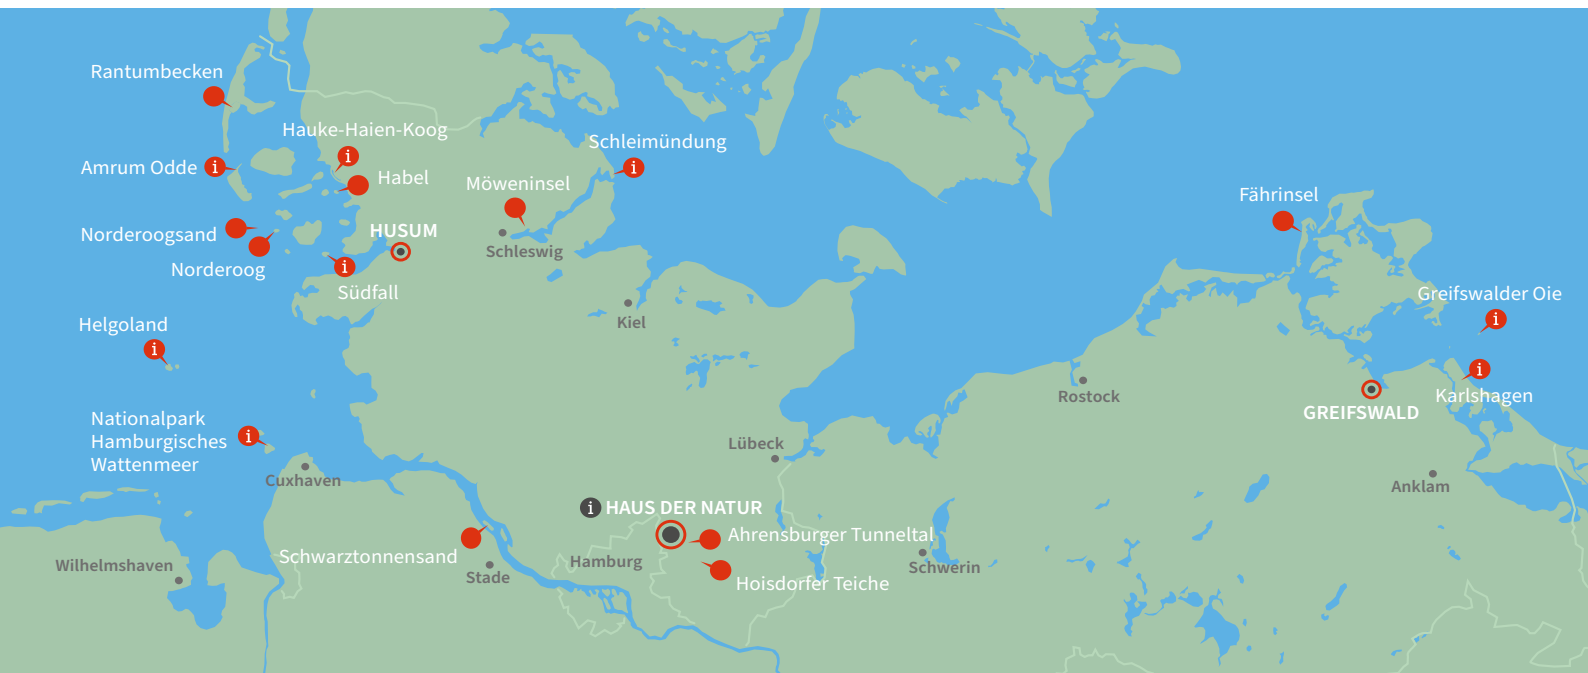 Rantumbecken
Hauke-Haien-Koog
Schleimündung
Amrum Odde
Habel
Möweninsel
Fährinsel
Norderoogsand
HUSUM
Schleswig
Norderoog
Südfall
Greifswalder Oie
Helgoland
Kiel
Rostock
Karlshagen
GREIFSWALD
Nationalpark
Hamburgisches
Wattenmeer
Lübeck
Cuxhaven
Anklam
HAUS DER NATUR
Ahrensburger Tunneltal
Schwarztonnensand
Hamburg
Wilhelmshaven
Schwerin
Stade
Hoisdorfer Teiche